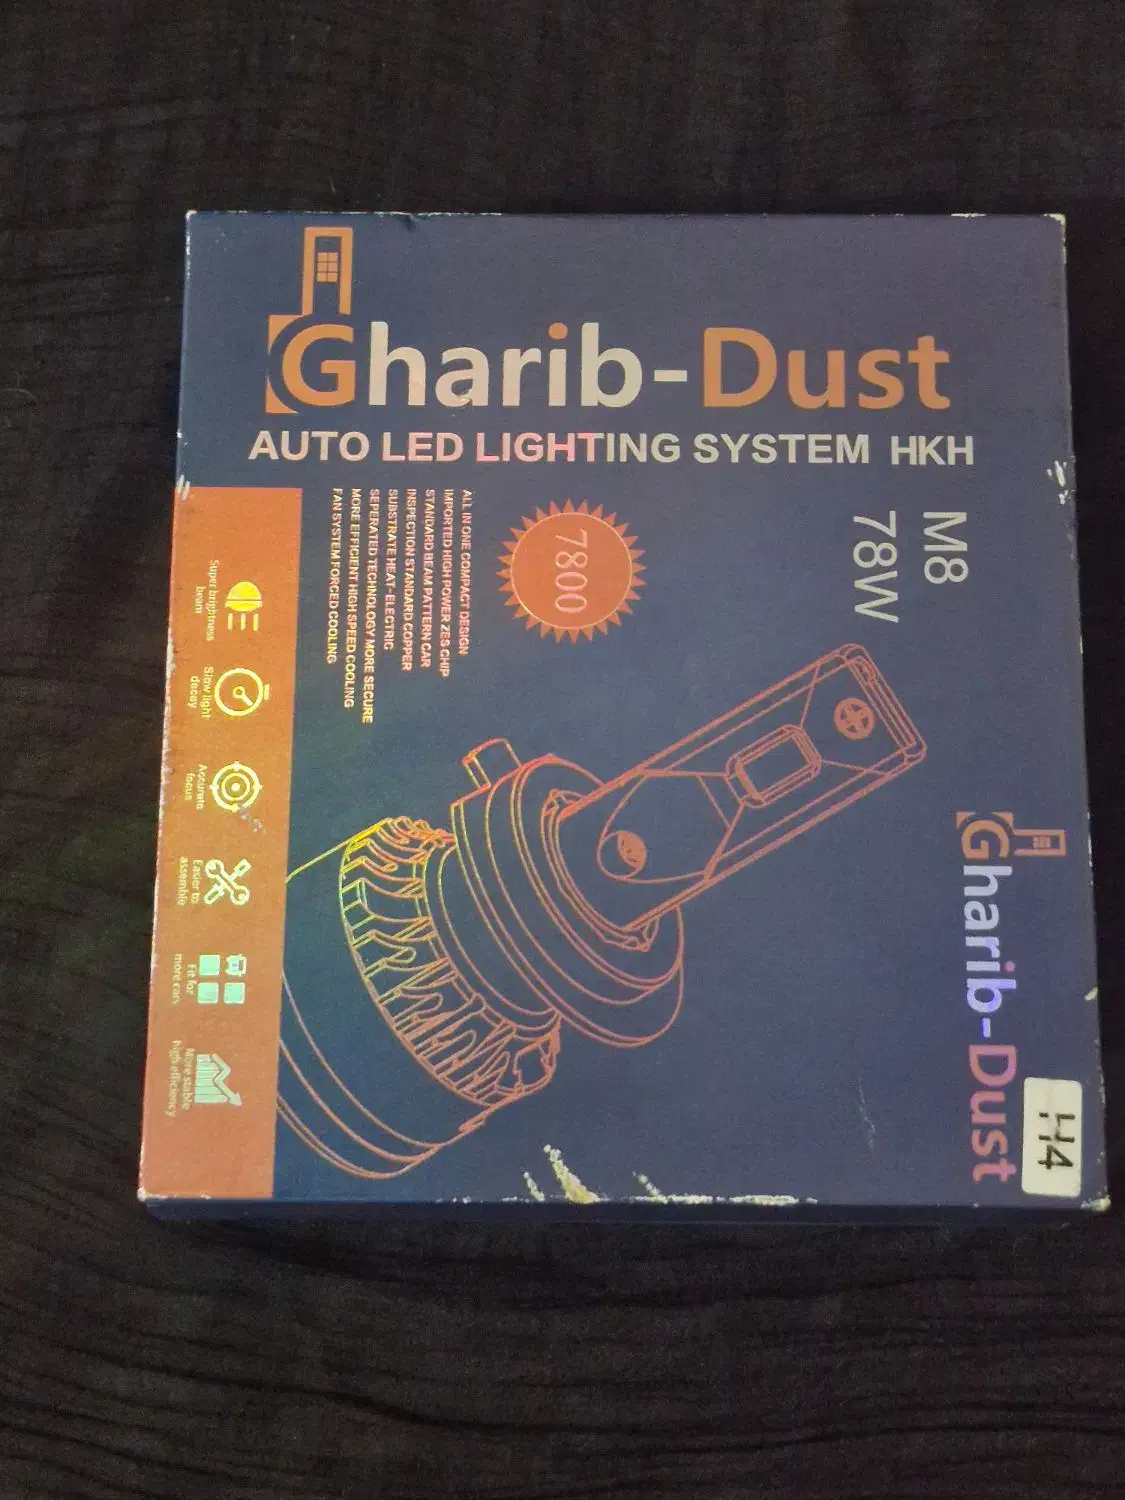 Gharib-Dust
AUTO LED LIGHTING SYSTEM HKH
M8
78W
7800
ALL IN ONE COMPACT DESIGN
IMPORTED HIGH POWER ZES CHIP
STANDARD BEAM PATTERN CAR
INSPECTION STANDARD COPPER
SUBSTRATE HEAT-ELECTRIC
SEPERATED TECHNOLOGY MORE SECURE
MORE EFFICIENT HIGH SPEED COOLING
FAN SYSTEM FORCED COOLING
Super brightness
beam
Slow light
decay
Accurate
focus
Easier to
assemble
Fit for
more cars
More stable
high efficiency
Gharib-Dust
H4